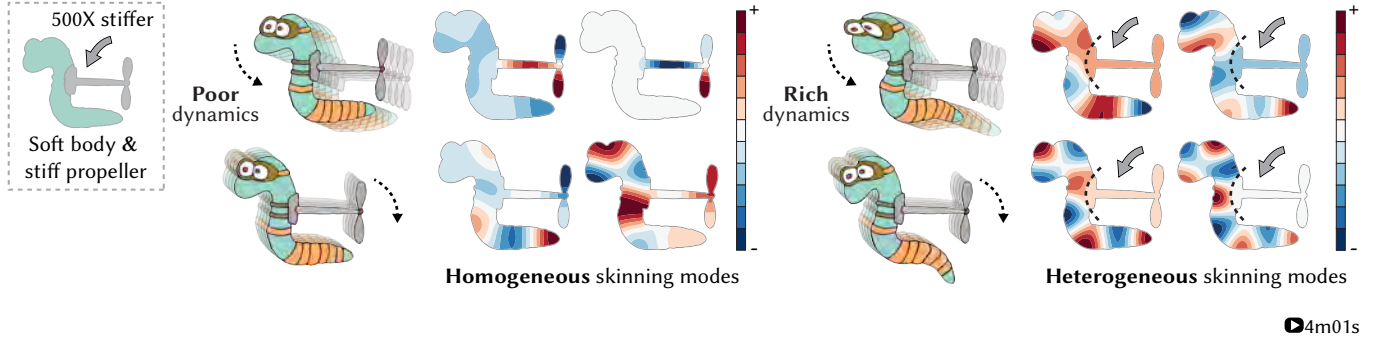 500X stiffer
Soft body &
stiff propeller
Poor
dynamics
+
-
Homogeneous skinning modes
Rich
dynamics
+
-
Heterogeneous skinning modes
4m01s